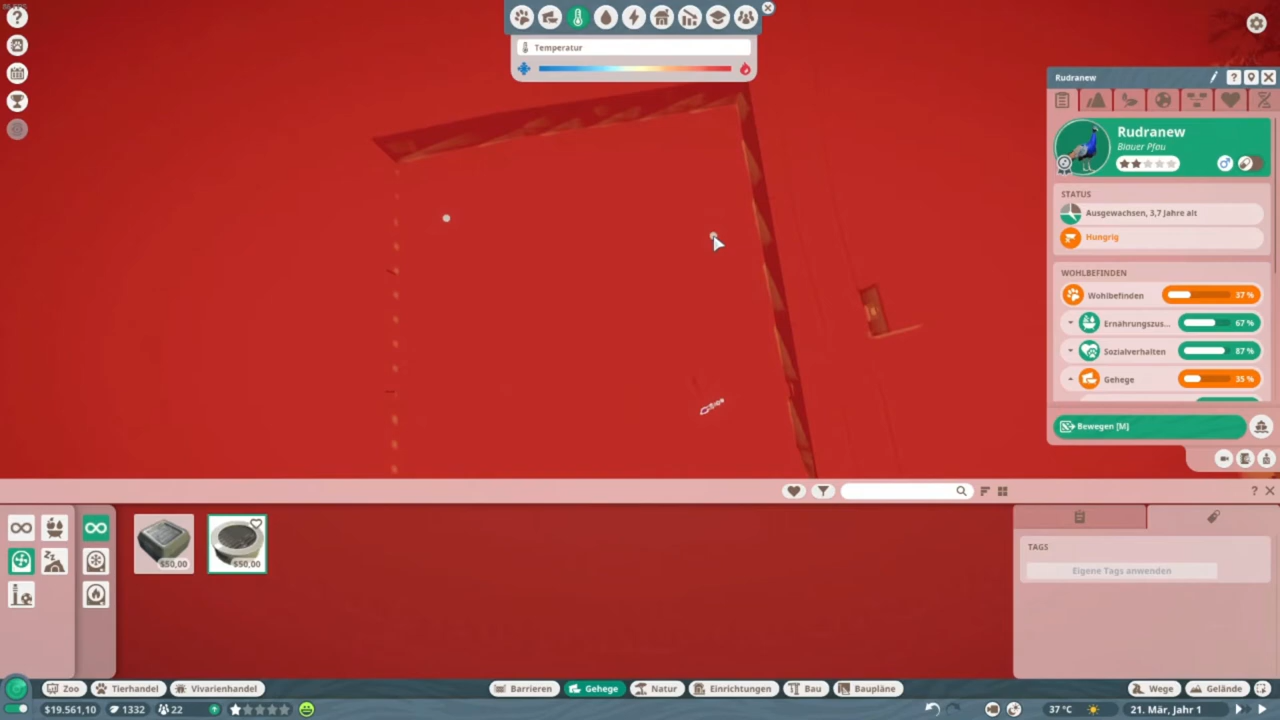 Temperatur
Rudranew
?
Rudranew
Blauer Pfau
STATUS
Ausgewachsen, 3,7 Jahre alt
Hungrig
WOHLBEFINDEN
Wohlbefinden 37 %
Ernährungszus... 67 %
Sozialverhalten 87 %
Gehege 35 %
Bewegen [M]
?
$50,00 $50,00
TAGS
Eigene Tags anwenden
Zoo Tierhandel Vivarienhandel Barrieren Gehege Natur Einrichtungen Bau Baupläne Wege Gelände
$19.561,10 1332 22 37 °C 21. Mär, Jahr 1